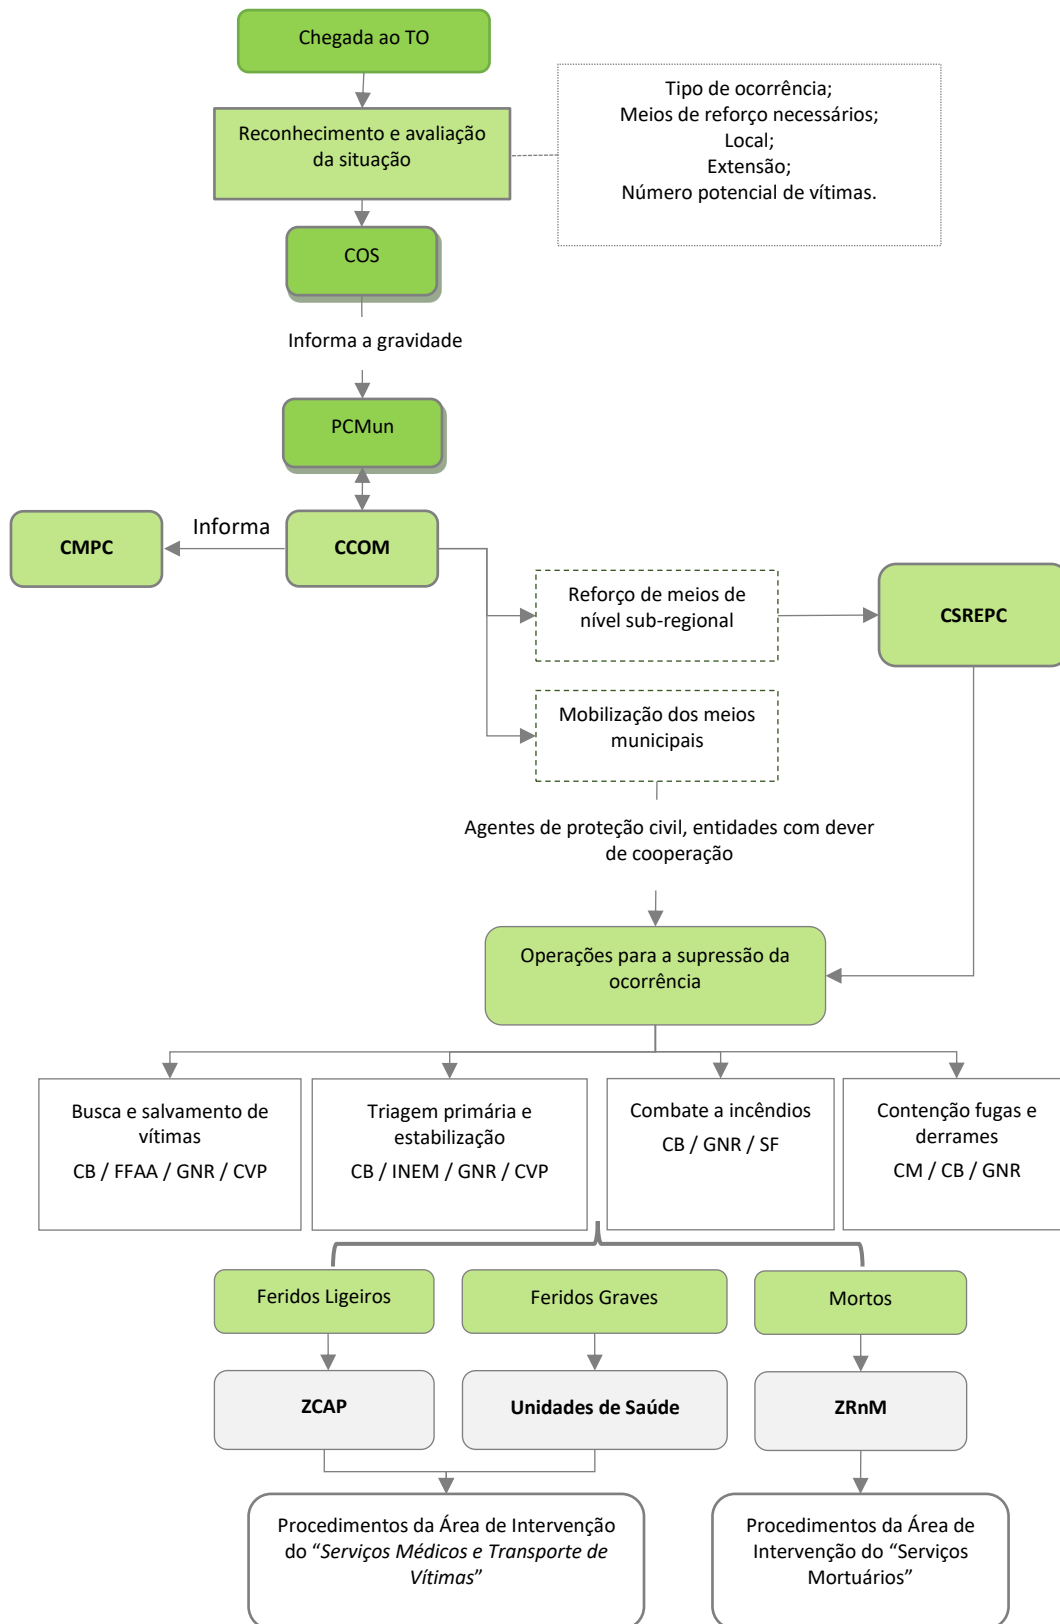 Chegada ao TO
Reconhecimento e avaliação
da situação
Tipo de ocorrência;
Meios de reforço necessários;
Local;
Extensão;
Número potencial de vítimas.
COS
Informa a gravidade
PCMun
CMPC
Informa
CCOM
Reforço de meios de
nível sub-regional
CSREPC
Mobilização dos meios
municipais
Agentes de proteção civil, entidades com dever
de cooperação
Operações para a supressão da
ocorrência
Busca e salvamento de
vítimas
CB / FFAA / GNR / CVP
Triagem primária e
estabilização
CB / INEM / GNR / CVP
Combate a incêndios
CB / GNR / SF
Contenção fugas e
derrames
CM / CB / GNR
Feridos Ligeiros
Feridos Graves
Mortos
ZCAP
Unidades de Saúde
ZRnM
Procedimentos da Área de Intervenção
do “Serviços Médicos e Transporte de
Vítimas”
Procedimentos da Área de
Intervenção do “Serviços
Mortuários”